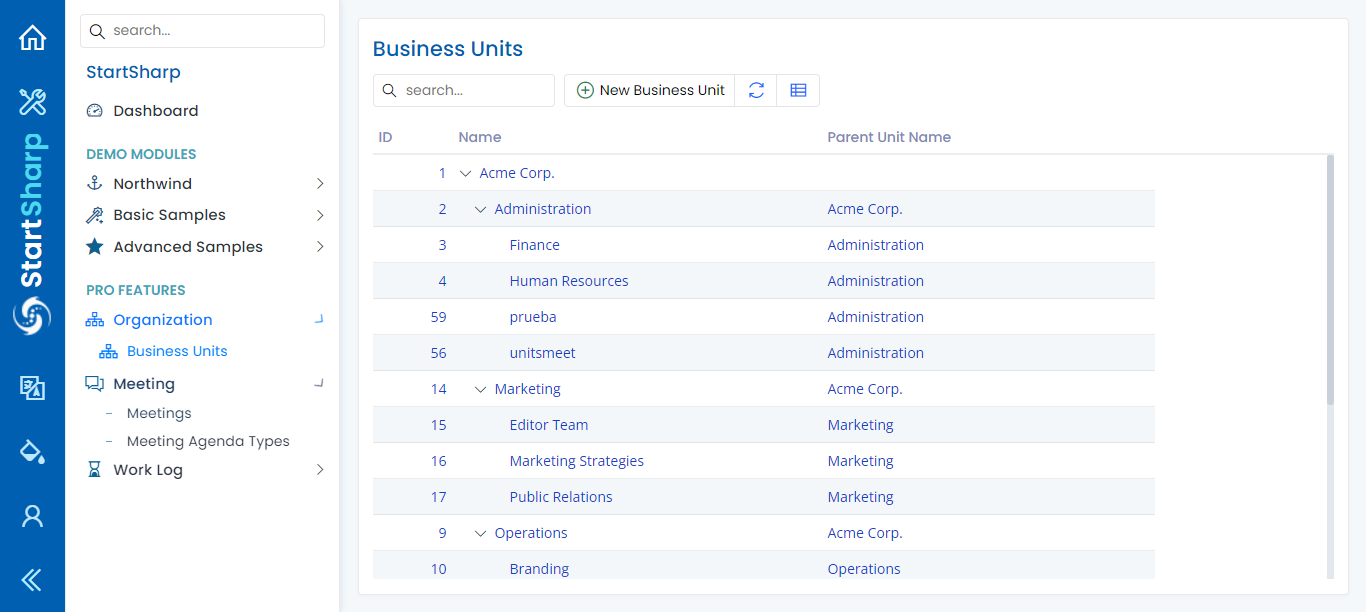 StartSharp
search...
StartSharp
Dashboard
DEMO MODULES
Northwind
Basic Samples
Advanced Samples
PRO FEATURES
Organization
Business Units
Meeting
Meetings
Meeting Agenda Types
Work Log
Business Units
search...
New Business Unit
ID Name Parent Unit Name
1 Acme Corp.
2 Administration Acme Corp.
3 Finance Administration
4 Human Resources Administration
59 prueba Administration
56 unitsmeet Administration
14 Marketing Acme Corp.
15 Editor Team Marketing
16 Marketing Strategies Marketing
17 Public Relations Marketing
9 Operations Acme Corp.
10 Branding Operations